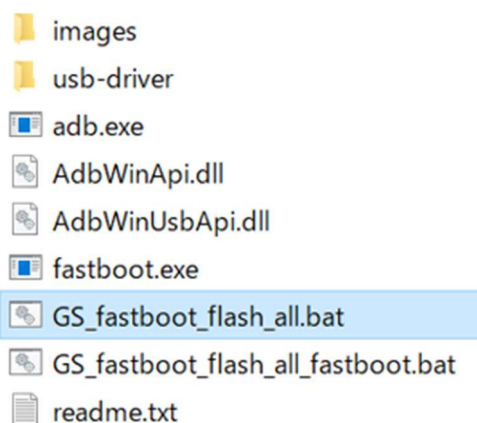 images
usb-driver
adb.exe
AdbWinApi.dll
AdbWinUsbApi.dll
fastboot.exe
GS_fastboot_flash_all.bat
GS_fastboot_flash_all_fastboot.bat
readme.txt